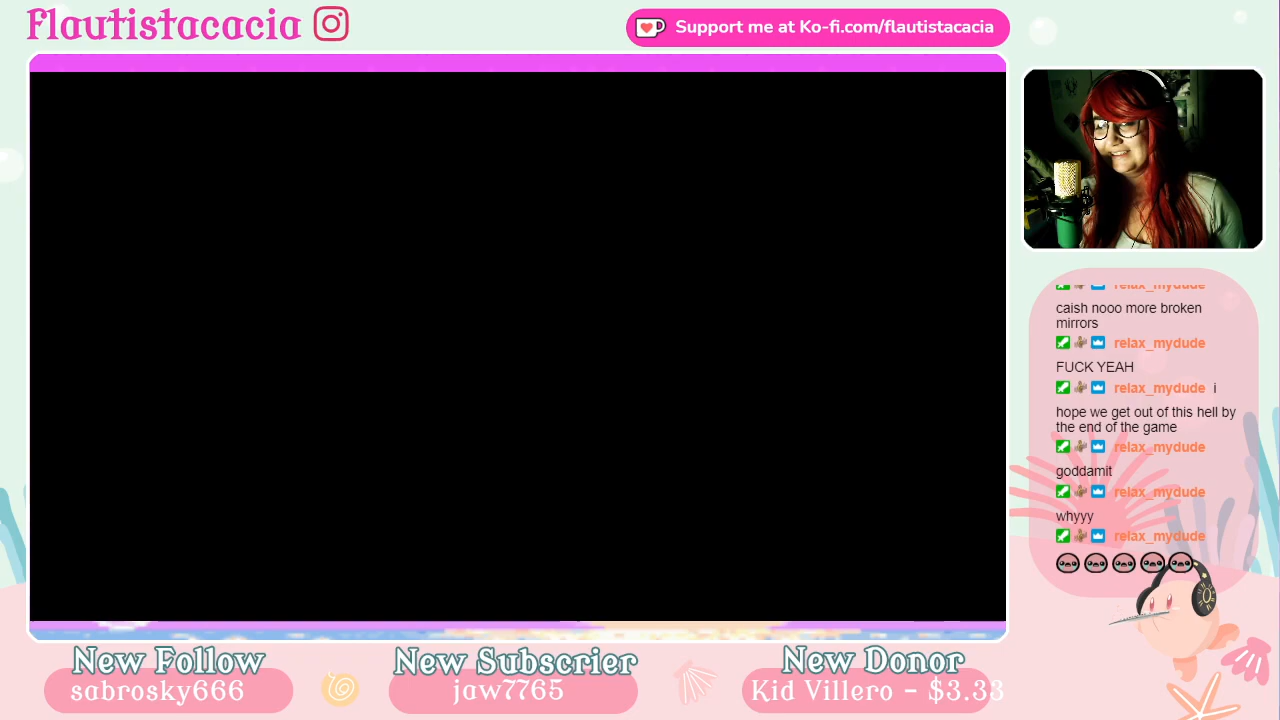 Flautistacacia
Support me at Ko-fi.com/flautistacacia
relax_mydude
caish nooo more broken
mirrors
relax_mydude
FUCK YEAH
relax_mydude i
hope we get out of this hell by
the end of the game
relax_mydude
goddamit
relax_mydude
whyyy
relax_mydude
New Follow
sabrosky666
New Subscrier
jaw7765
New Donor
Kid Villero - $3.33